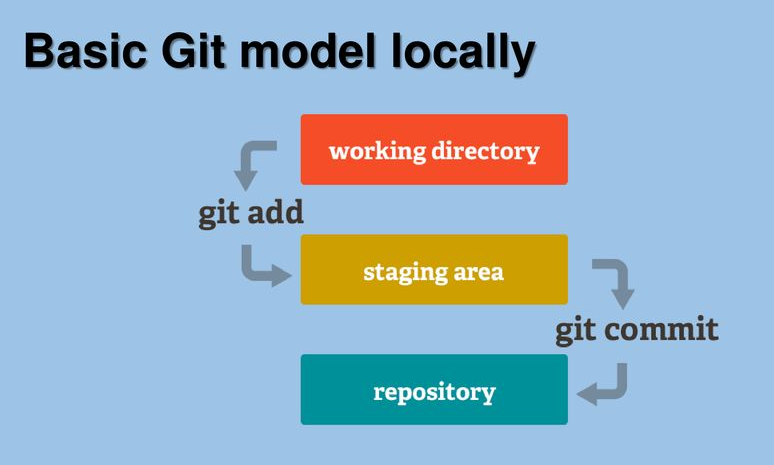 Basic Git model locally
working directory
git add
staging area
git commit
repository